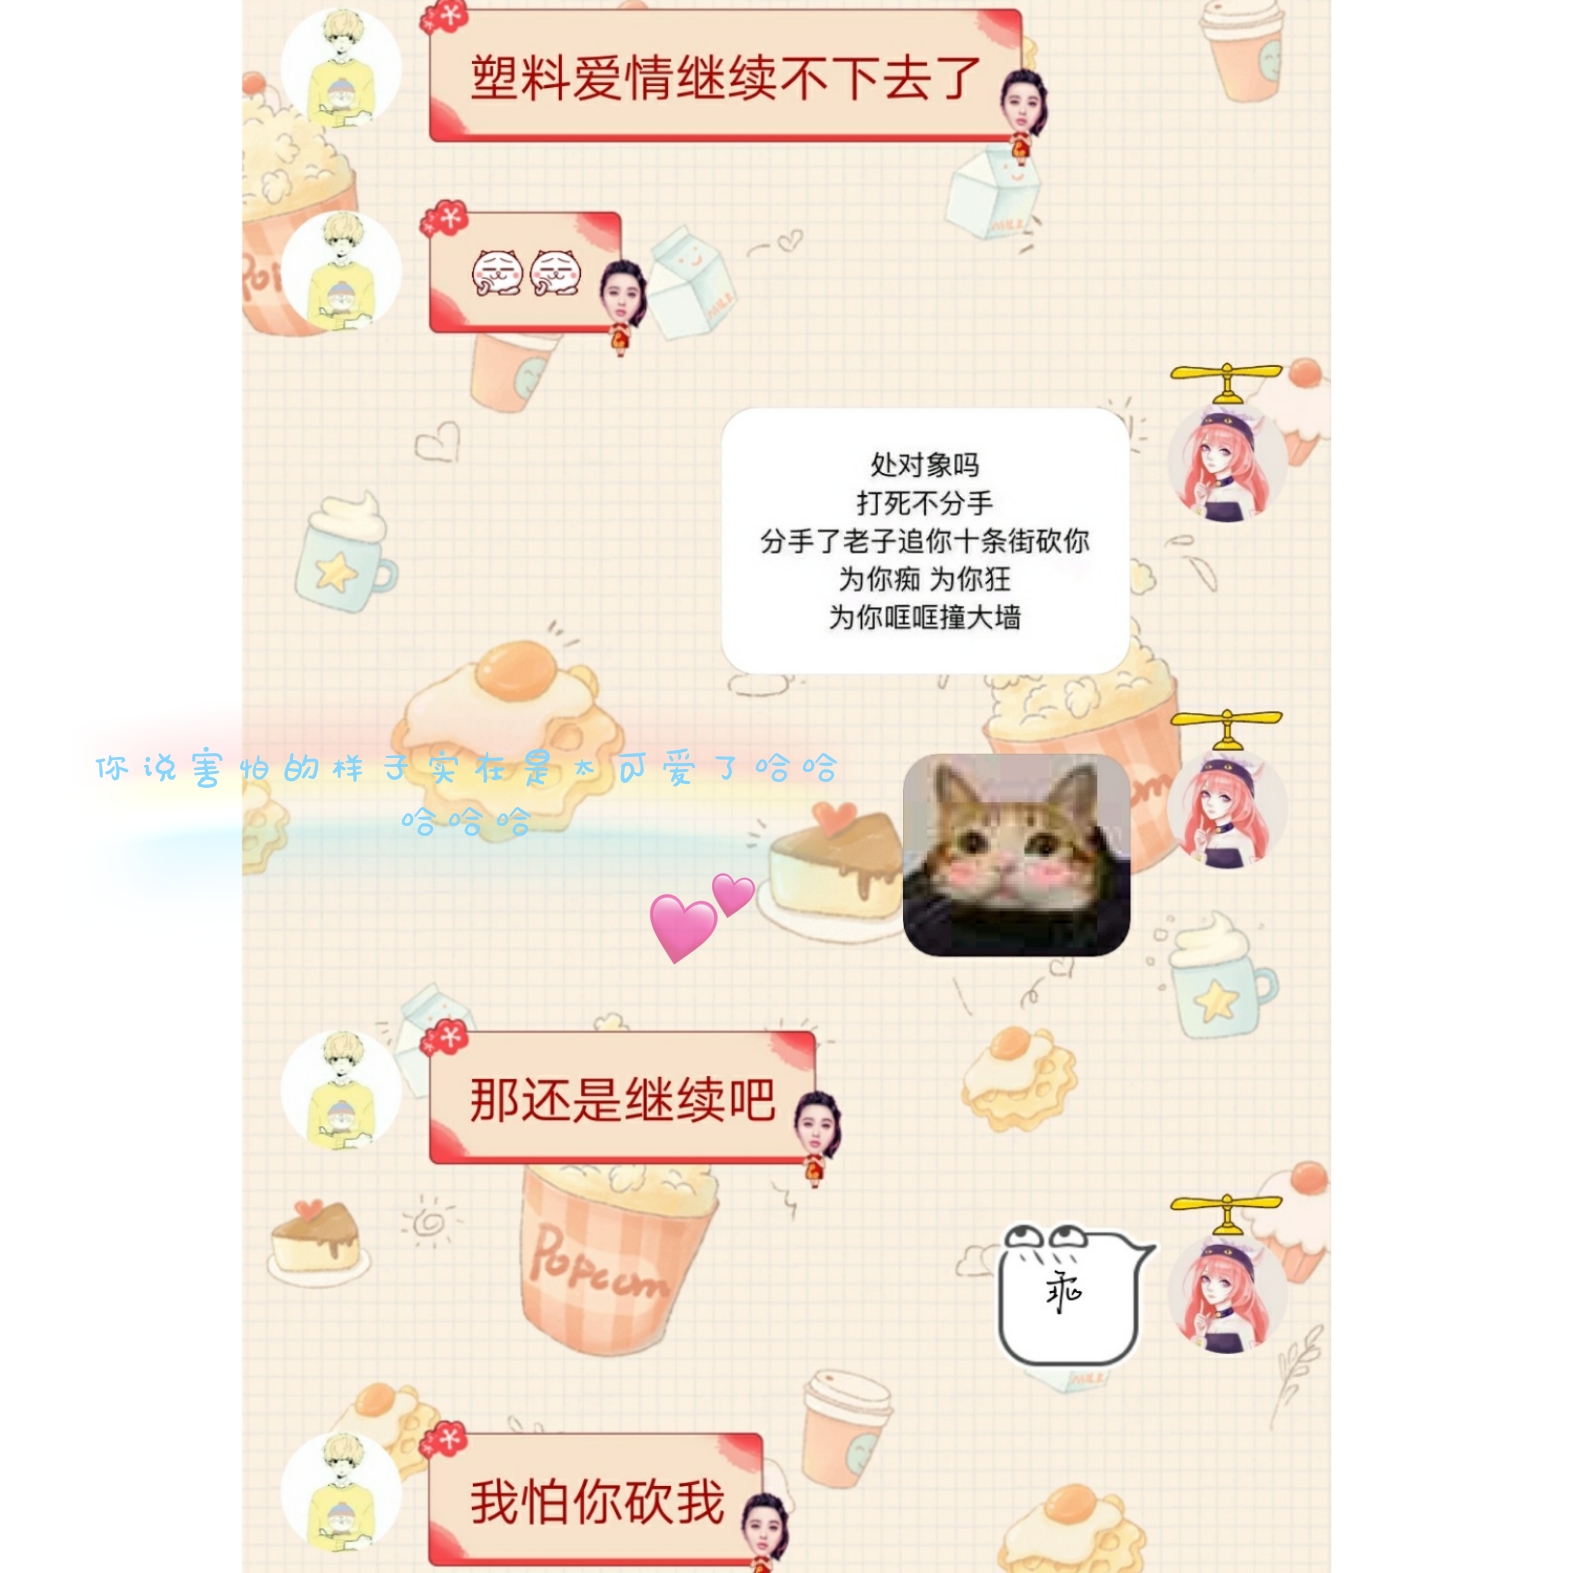 塑料爱情继续不下去了
处对象吗
打死不分手
分手了老子追你十条街砍你
为你痴 为你狂
为你哐哐撞大墙
你说害怕的样子实在是太可爱了哈哈
哈哈哈
那还是继续吧
Popcorn
乖
我怕你砍我